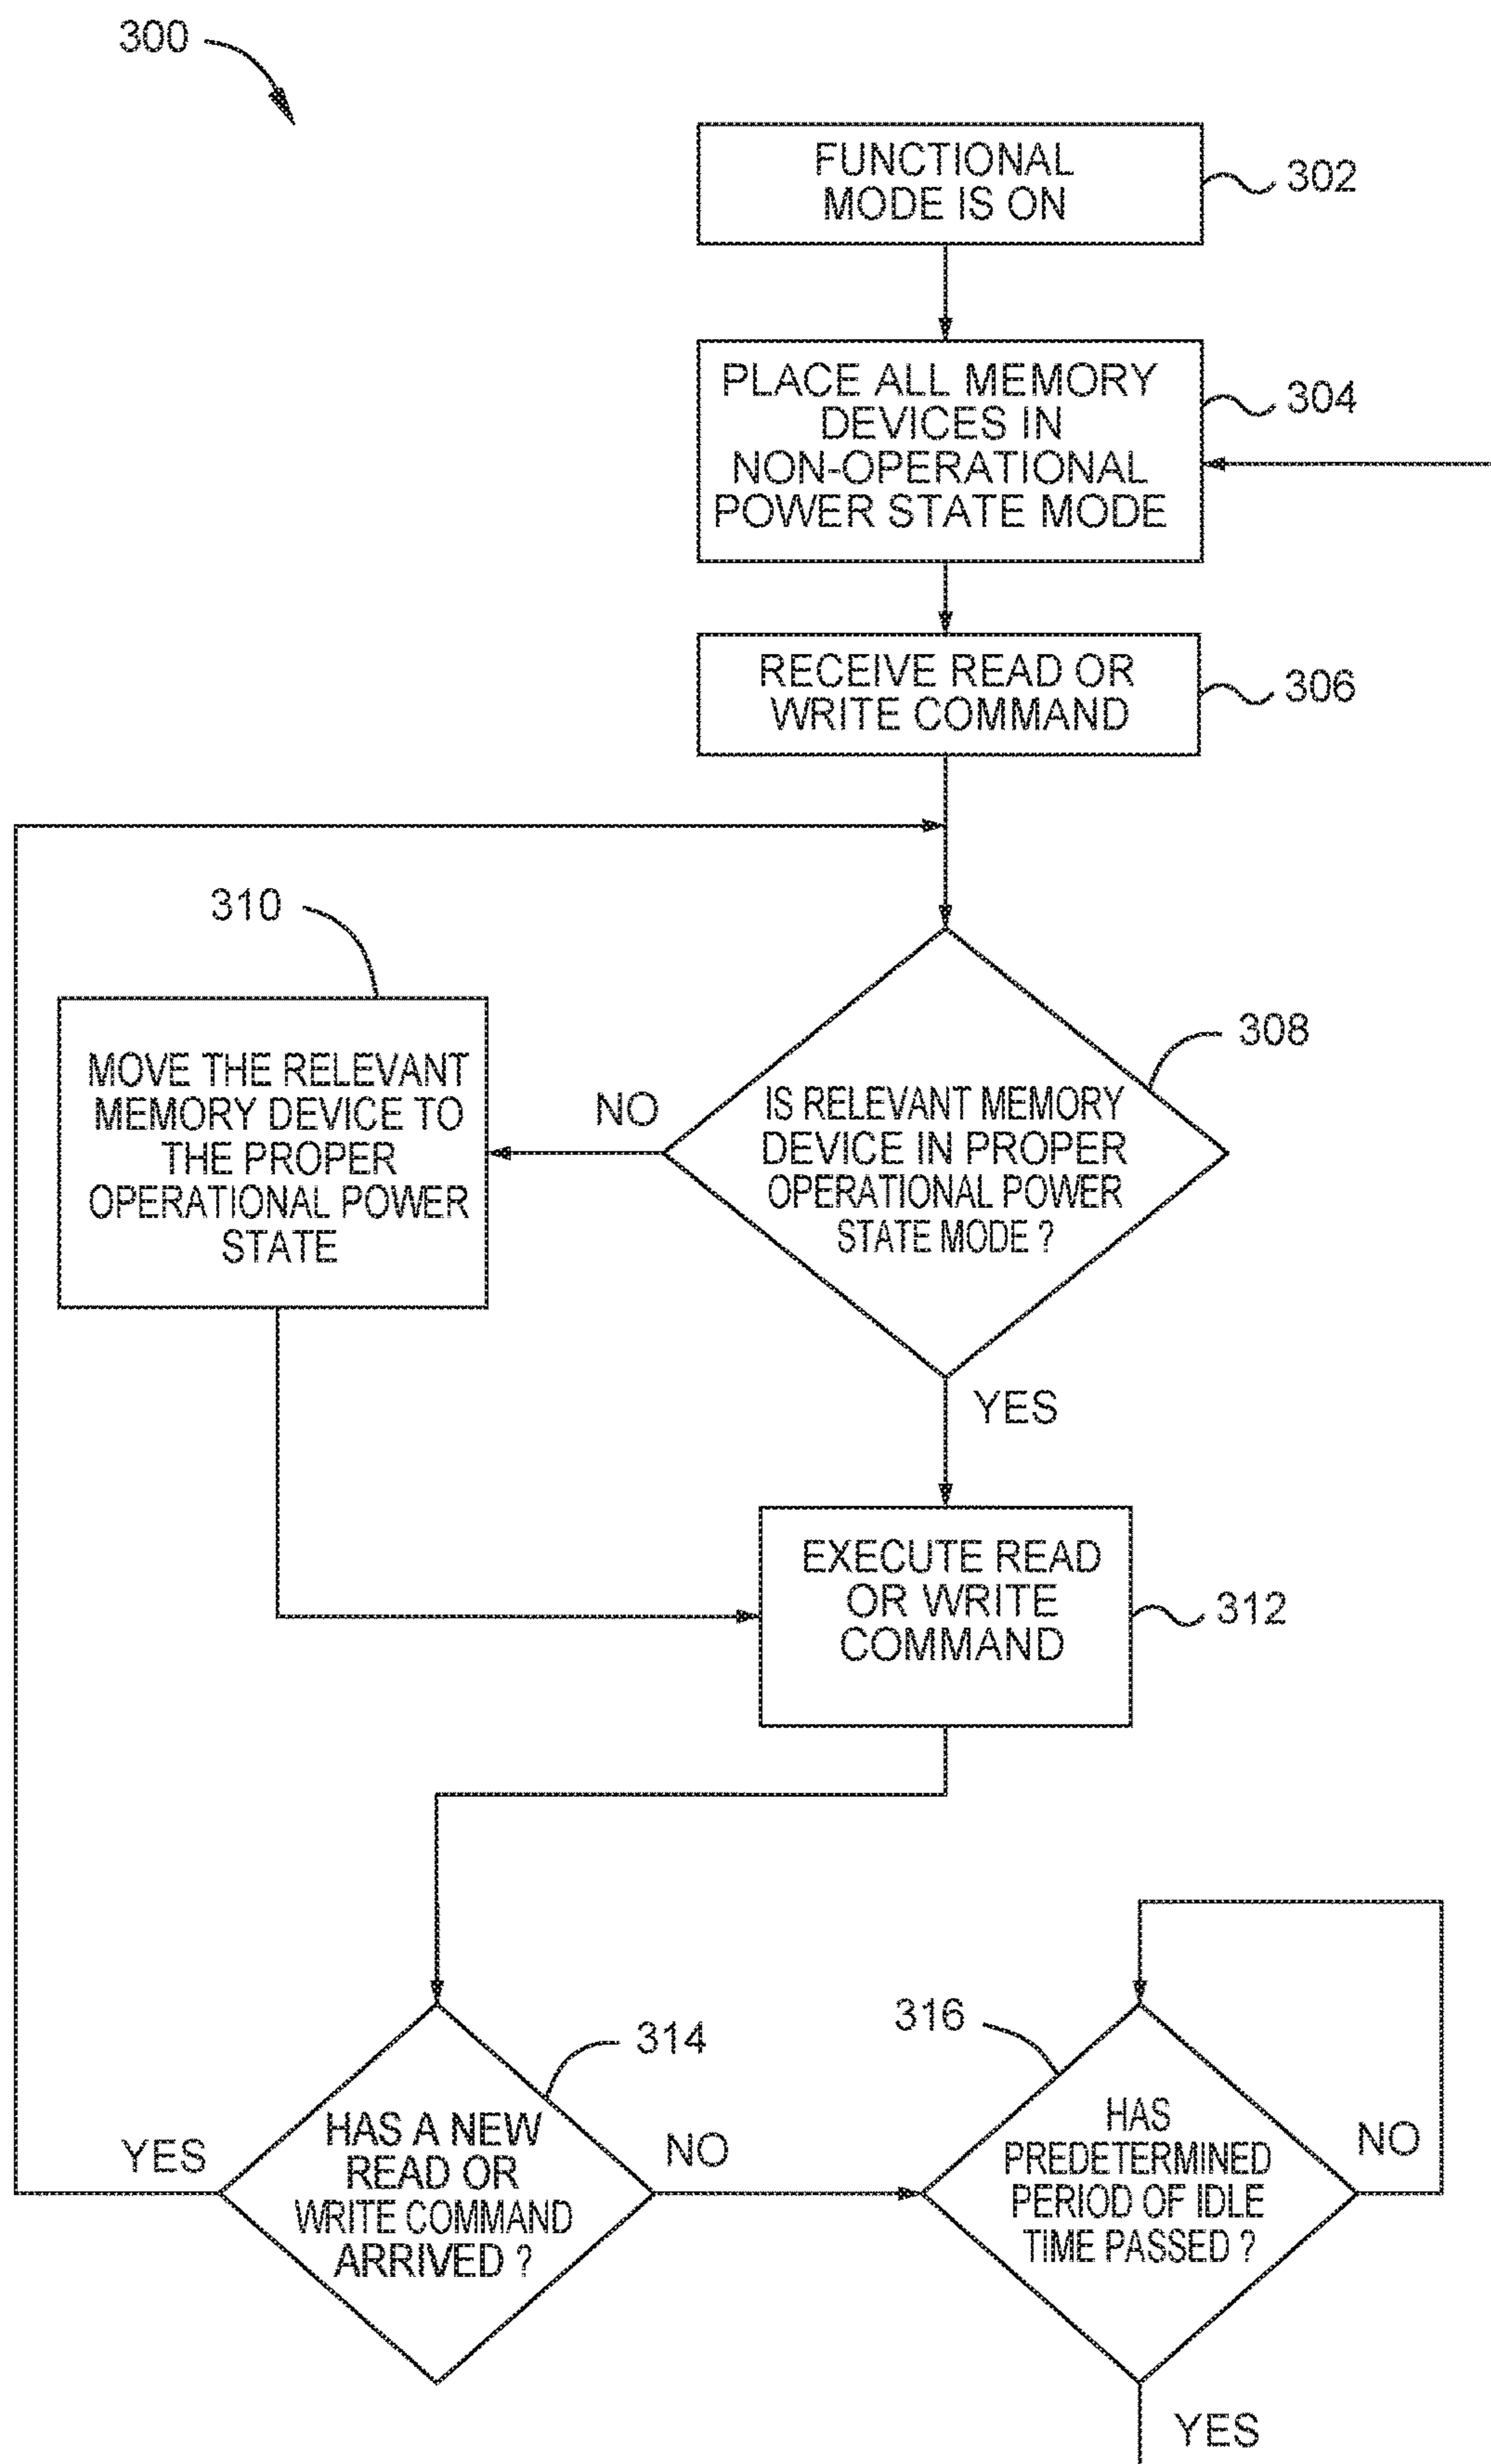 300
FUNCTIONAL
MODE IS ON
302
PLACE ALL MEMORY
DEVICES IN
NON-OPERATIONAL
POWER STATE MODE
304
RECEIVE READ OR
WRITE COMMAND
306
310
MOVE THE RELEVANT
MEMORY DEVICE TO
THE PROPER
OPERATIONAL POWER
STATE
NO
308
IS RELEVANT MEMORY
DEVICE IN PROPER
OPERATIONAL POWER
STATE MODE ?
YES
EXECUTE READ
OR WRITE
COMMAND
312
314
YES
HAS A NEW
READ OR
WRITE COMMAND
ARRIVED ?
NO
316
HAS
PREDETERMINED
PERIOD OF IDLE
TIME PASSED ?
NO
YES